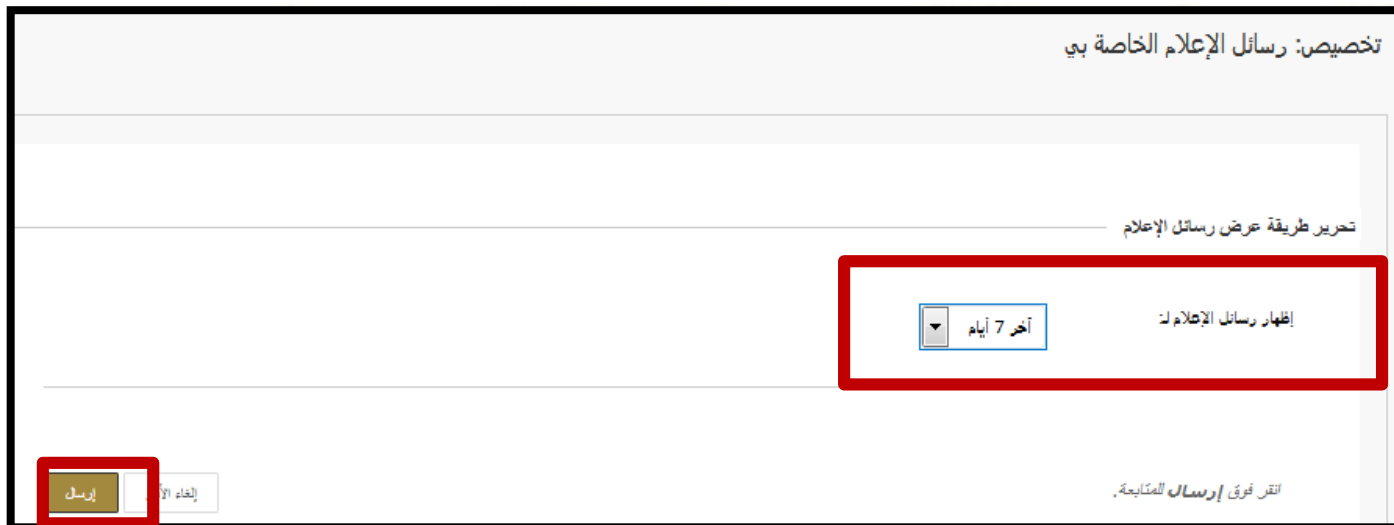 تخصيص: رسائل الإعلام الخاصة بي
تحرير طريقة عرض رسائل الإعلام
إظهار رسائل الإعلام لـ:
آخر 7 أيام
انقر فوق إرسال للمتابعة.
إلغاء
إرسال